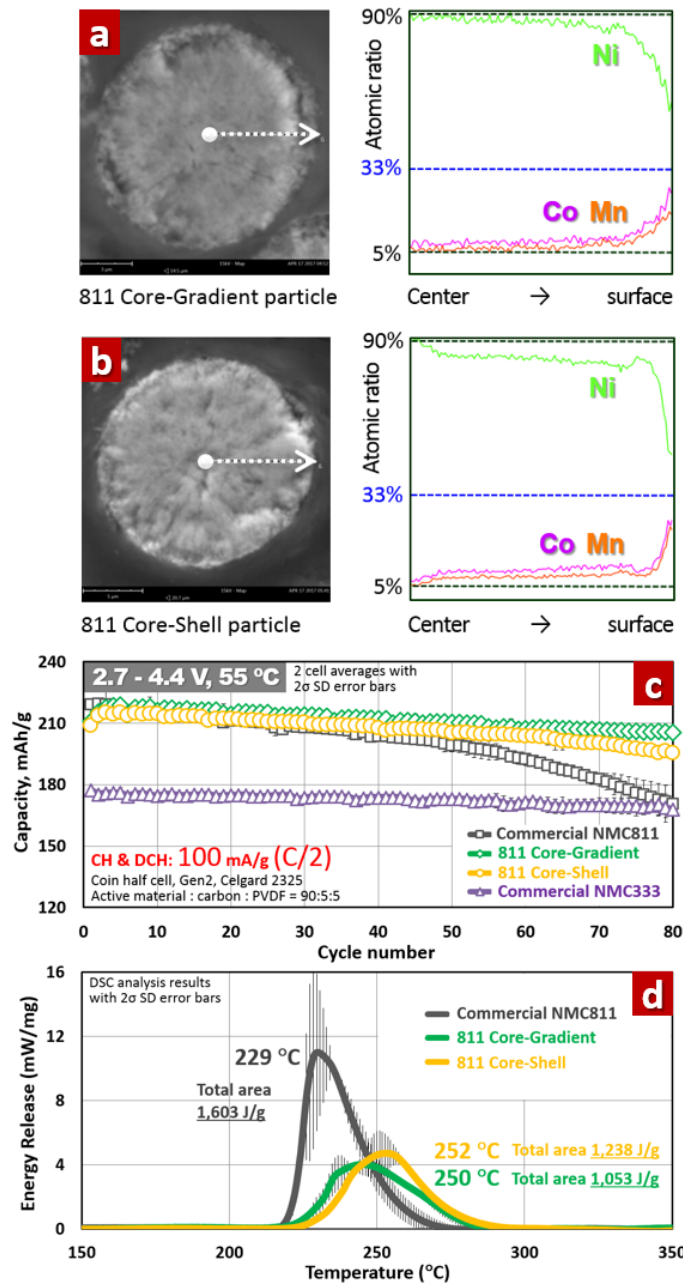 a
90%
Ni
Atomic ratio
33%
Co Mn
5%
811 Core-Gradient particle
Center → surface
b
90%
Ni
Atomic ratio
33%
Co Mn
5%
811 Core-Shell particle
Center → surface
c
240
210
180
150
120
Capacity, mAh/g
2.7 - 4.4 V, 55 ºC
2 cell averages with
2σ SD error bars
CH & DCH: 100 mA/g (C/2)
Coin half cell, Gen2, Celgard 2325
Active material : carbon : PVDF = 90:5:5
Commercial NMC811
811 Core-Gradient
811 Core-Shell
Commercial NMC333
0 10 20 30 40 50 60 70 80
Cycle number
d
16
12
8
4
0
Energy Release (mW/mg)
DSC analysis results
with 2σ SD error bars
Commercial NMC811
811 Core-Gradient
811 Core-Shell
229 ºC
Total area
1,603 J/g
252 ºC Total area 1,238 J/g
250 ºC Total area 1,053 J/g
150 200 250 300 350
Temperature (ºC)